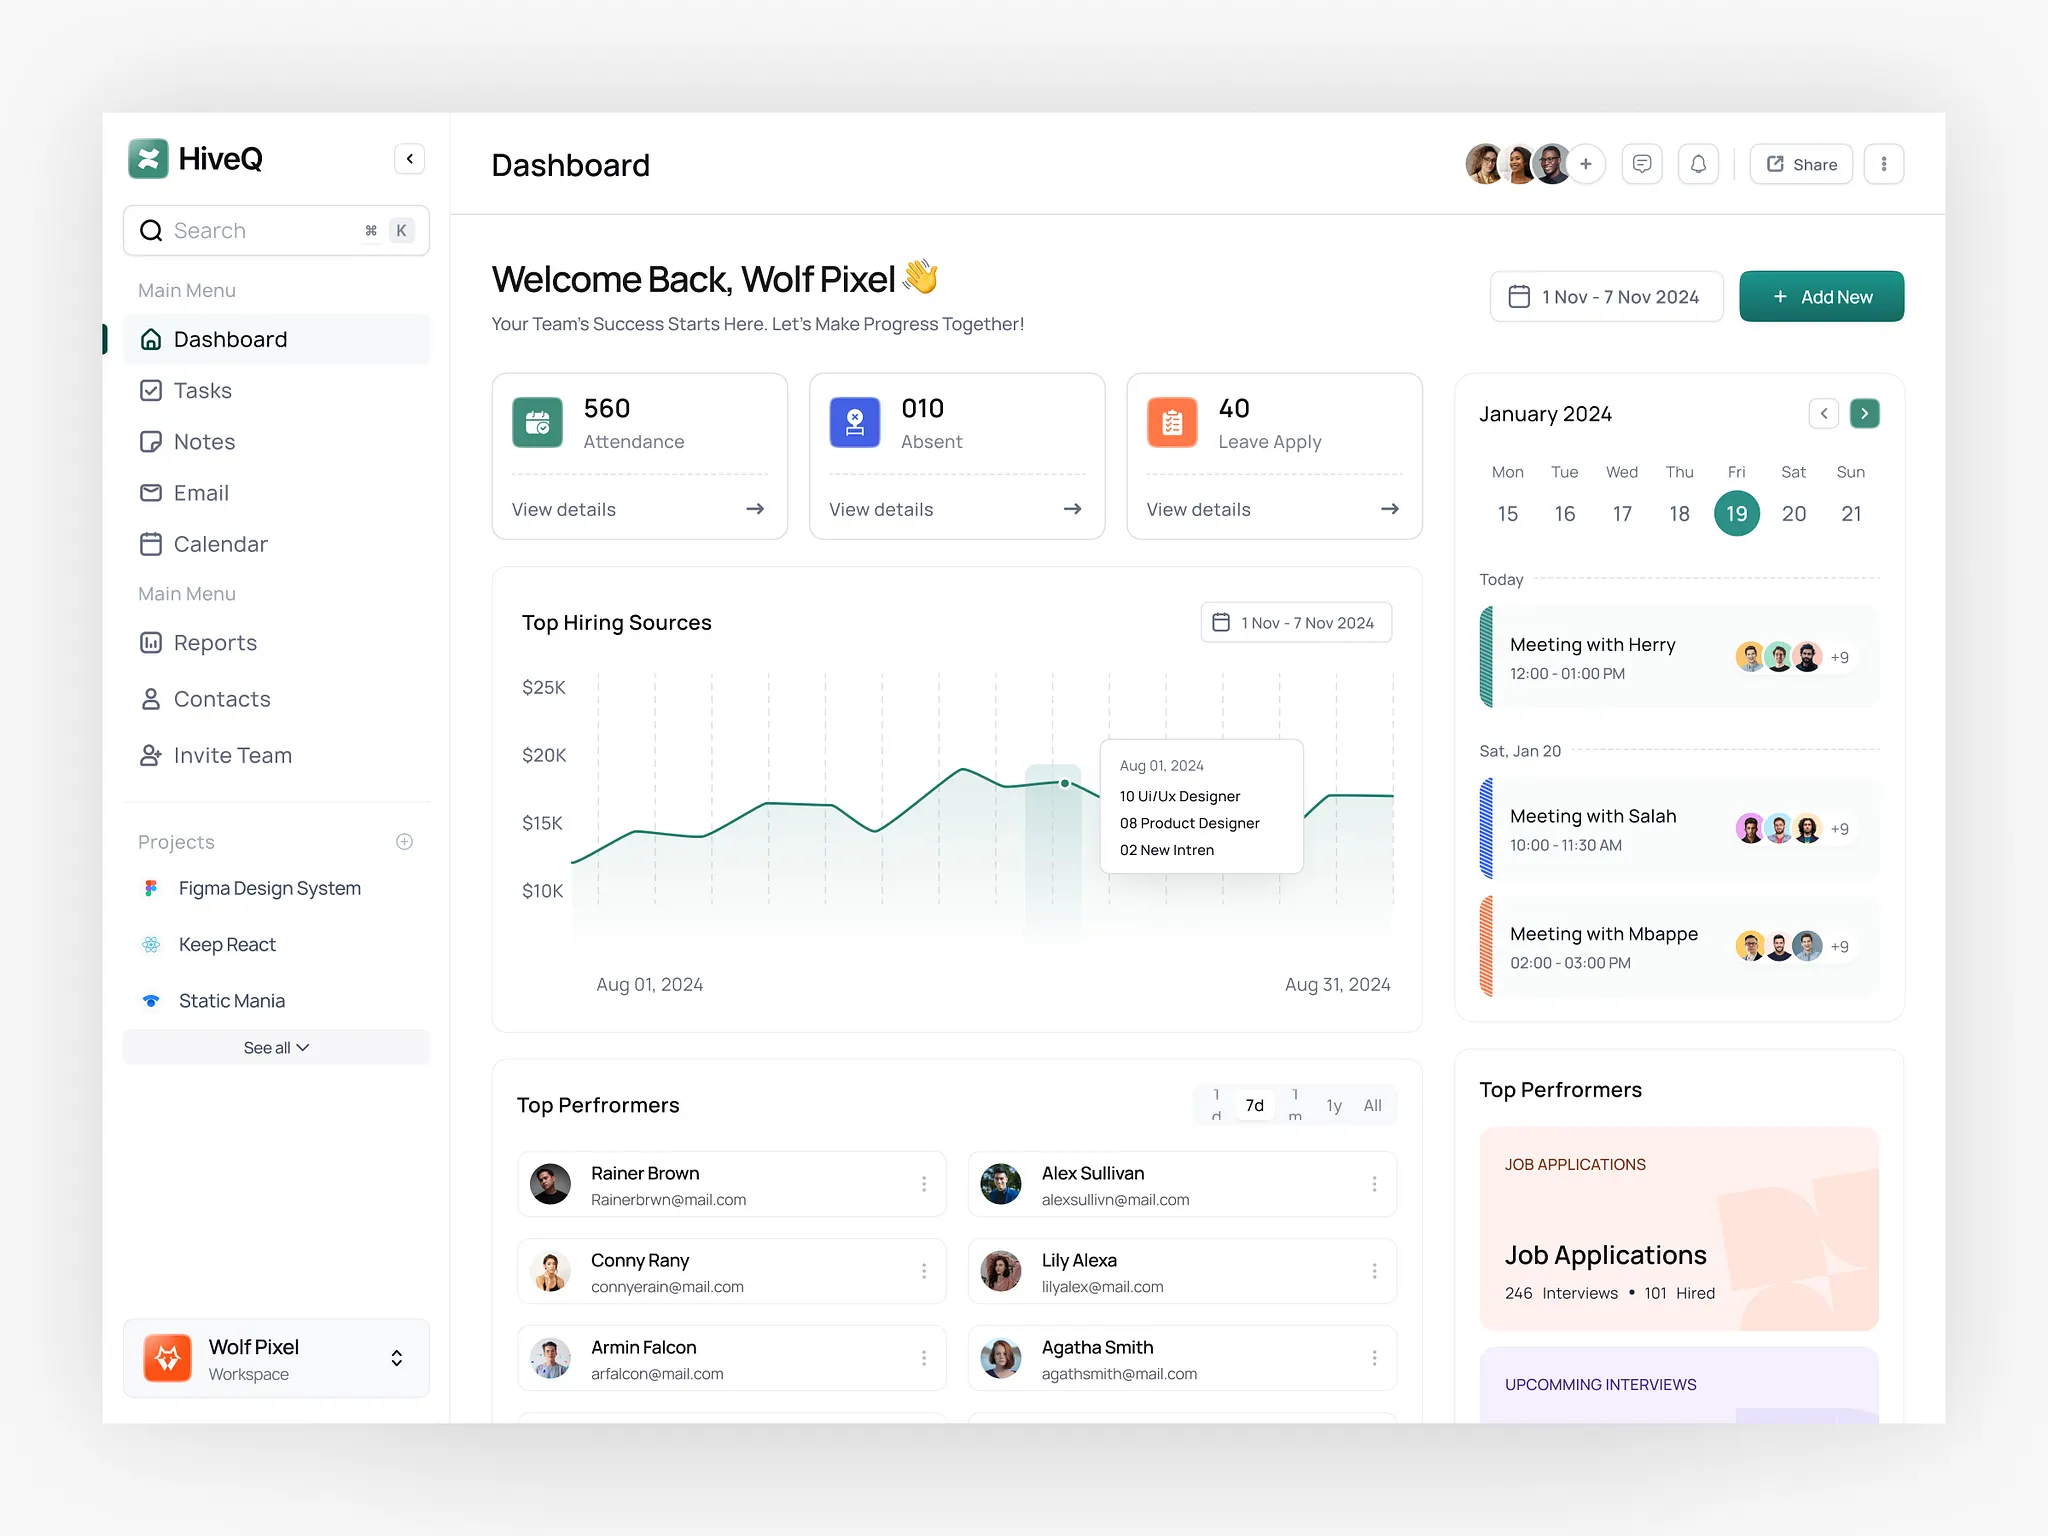 HiveQ
Search
⌘ K
Main Menu
Dashboard
Tasks
Notes
Email
Calendar
Main Menu
Reports
Contacts
Invite Team
Projects
Figma Design System
Keep React
Static Mania
See all
Wolf Pixel
Workspace
Dashboard
Share
Welcome Back, Wolf Pixel 👋
Your Team's Success Starts Here. Let's Make Progress Together!
1 Nov - 7 Nov 2024
+ Add New
560
Attendance
View details
010
Absent
View details
40
Leave Apply
View details
Top Hiring Sources
1 Nov - 7 Nov 2024
$25K
$20K
$15K
$10K
Aug 01, 2024
10 Ui/Ux Designer
08 Product Designer
02 New Intren
Aug 01, 2024
Aug 31, 2024
Top Perfrormers
1d 7d 1m 1y All
Rainer Brown
Rainerbrwn@mail.com
Alex Sullivan
alexsullivn@mail.com
Conny Rany
connyerain@mail.com
Lily Alexa
lilyalex@mail.com
Armin Falcon
arfalcon@mail.com
Agatha Smith
agathsmith@mail.com
January 2024
Mon Tue Wed Thu Fri Sat Sun
15 16 17 18 19 20 21
Today
Meeting with Herry
12:00 - 01:00 PM
+9
Sat, Jan 20
Meeting with Salah
10:00 - 11:30 AM
+9
Meeting with Mbappe
02:00 - 03:00 PM
+9
Top Perfrormers
JOB APPLICATIONS
Job Applications
246 Interviews • 101 Hired
UPCOMMING INTERVIEWS